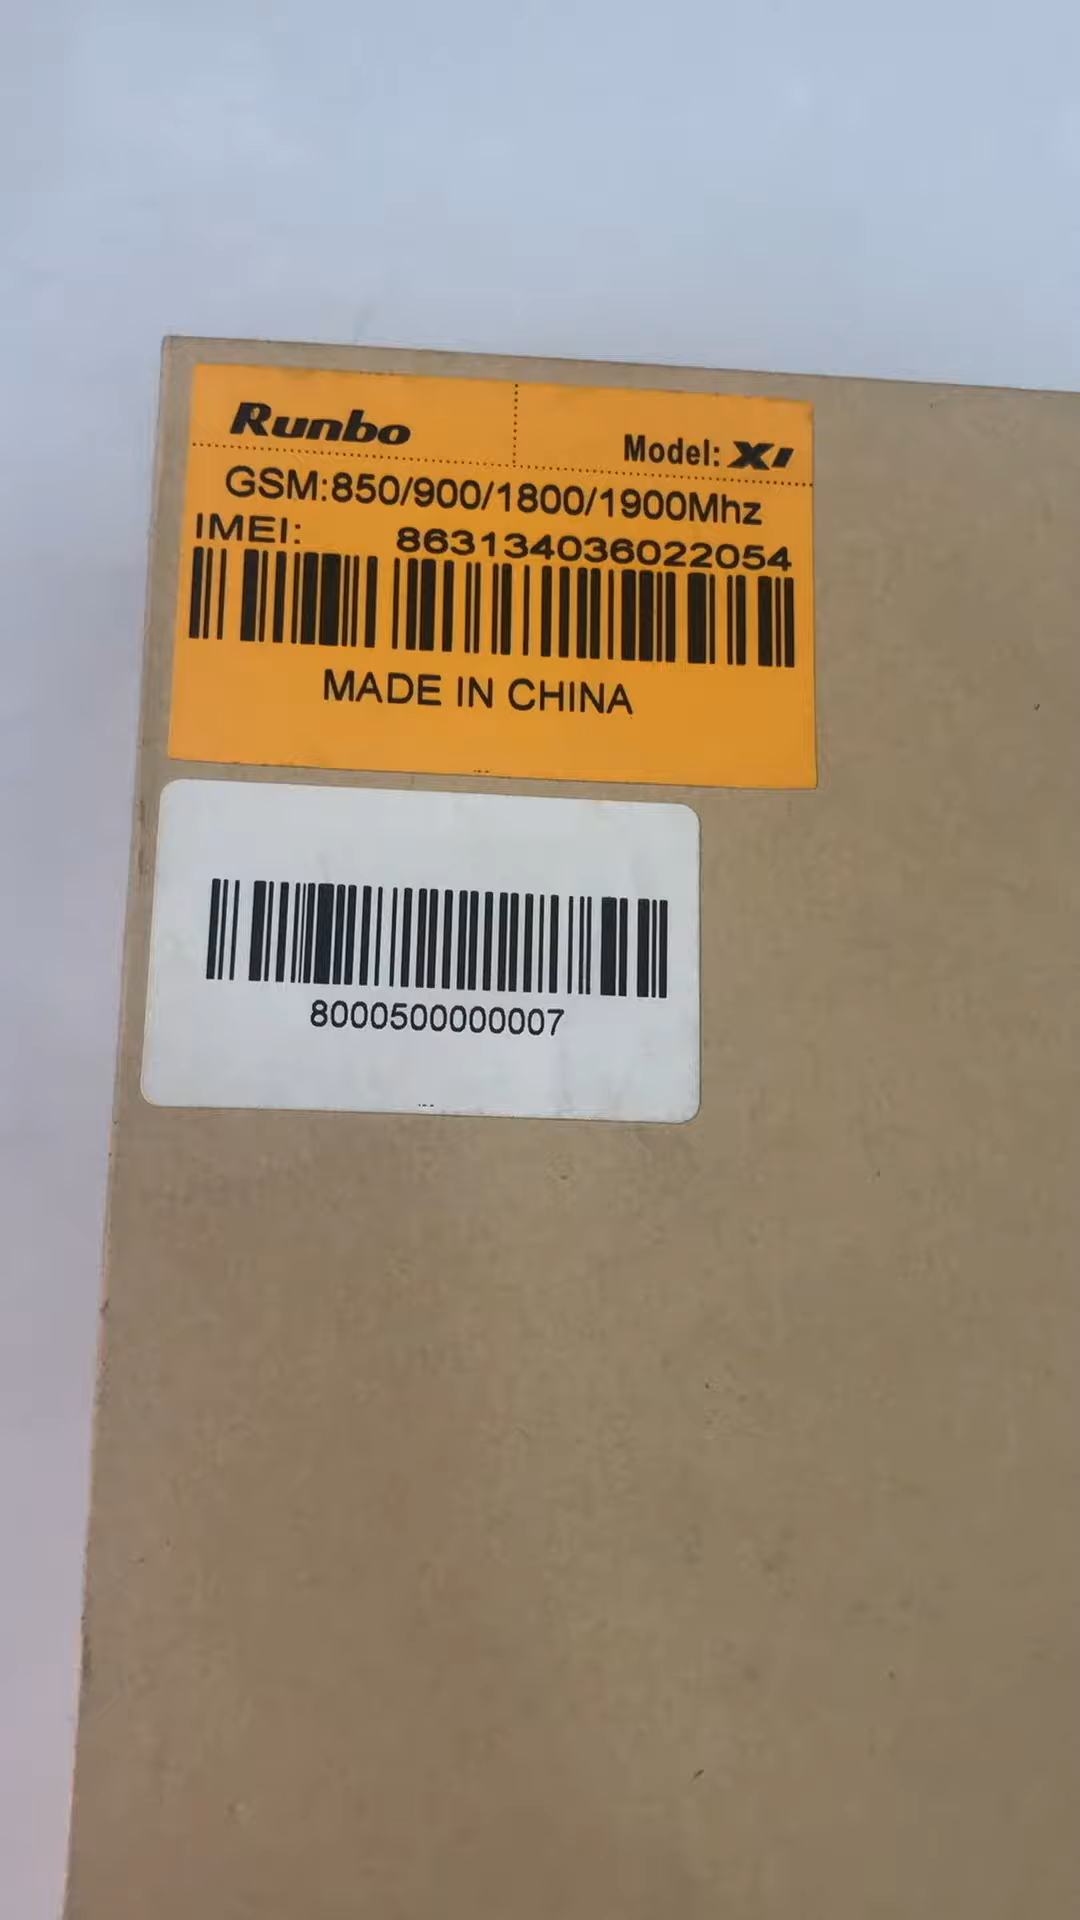 Runbo
Model: X1
GSM:850/900/1800/1900Mhz
IMEI: 863134036022054
MADE IN CHINA
8000500000007